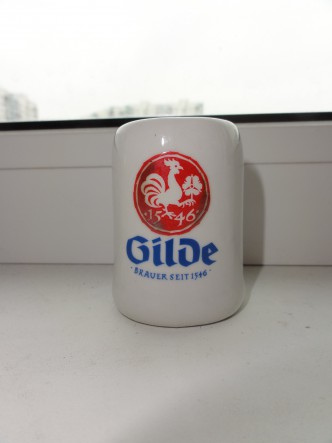 ·15 46·
Gilde
· BRAUER SEIT 1546 ·